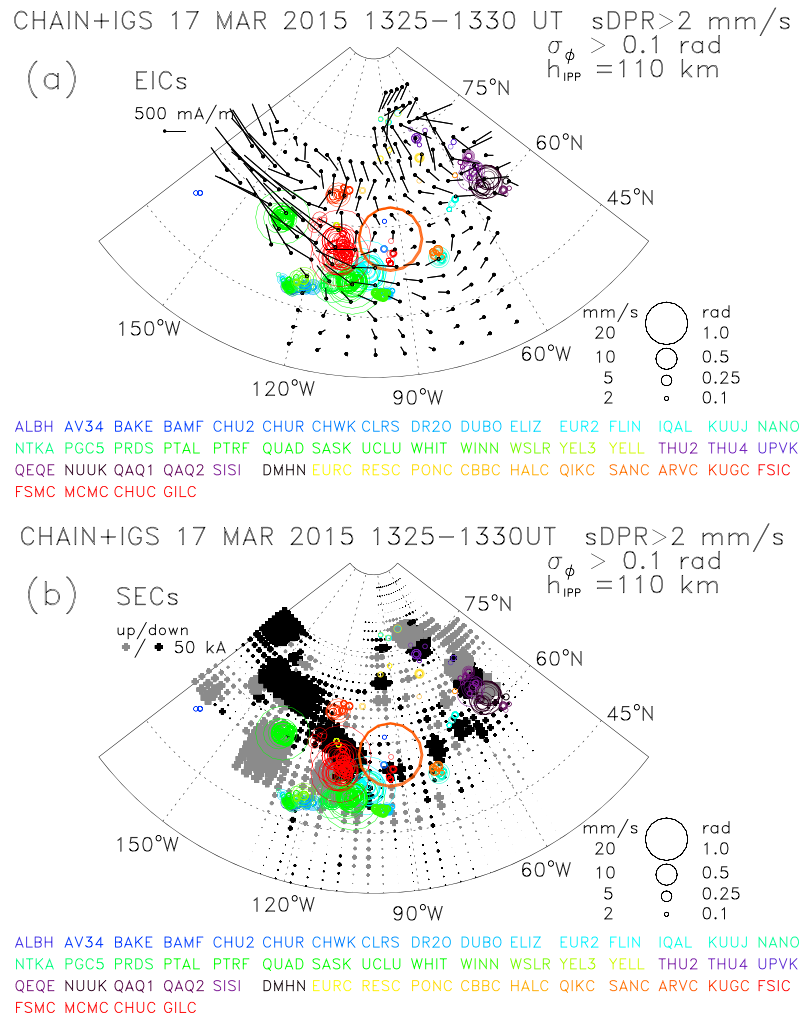 CHAIN+IGS 17 MAR 2015 1325-1330 UT sDPR>2 mm/s
σϕ > 0.1 rad
(a) EICs
hIPP =110 km
75°N
500 mA/m
60°N
45°N
150°W
mm/s rad
20 1.0
60°W
10 0.5
120°W
5 0.25
90°W
2 0.1
ALBH AV34 BAKE BAMF CHU2 CHUR CHWK CLRS DR2O DUBO ELIZ EUR2 FLIN IQAL KUUJ NANO
NTKA PGC5 PRDS PTAL PTRF QUAD SASK UCLU WHIT WINN WSLR YEL3 YELL THU2 THU4 UPVK
QEQE NUUK QAQ1 QAQ2 SISI DMHN EURC RESC PONC CBBC HALC QIKC SANC ARVC KUGC FSIC
FSMC MCMC CHUC GILC
CHAIN+IGS 17 MAR 2015 1325-1330UT sDPR>2 mm/s
σϕ > 0.1 rad
(b) SECs
hIPP =110 km
75°N
up/down
/ 50 kA
60°N
45°N
150°W
mm/s rad
20 1.0
60°W
10 0.5
120°W
5 0.25
90°W
2 0.1
ALBH AV34 BAKE BAMF CHU2 CHUR CHWK CLRS DR2O DUBO ELIZ EUR2 FLIN IQAL KUUJ NANO
NTKA PGC5 PRDS PTAL PTRF QUAD SASK UCLU WHIT WINN WSLR YEL3 YELL THU2 THU4 UPVK
QEQE NUUK QAQ1 QAQ2 SISI DMHN EURC RESC PONC CBBC HALC QIKC SANC ARVC KUGC FSIC
FSMC MCMC CHUC GILC